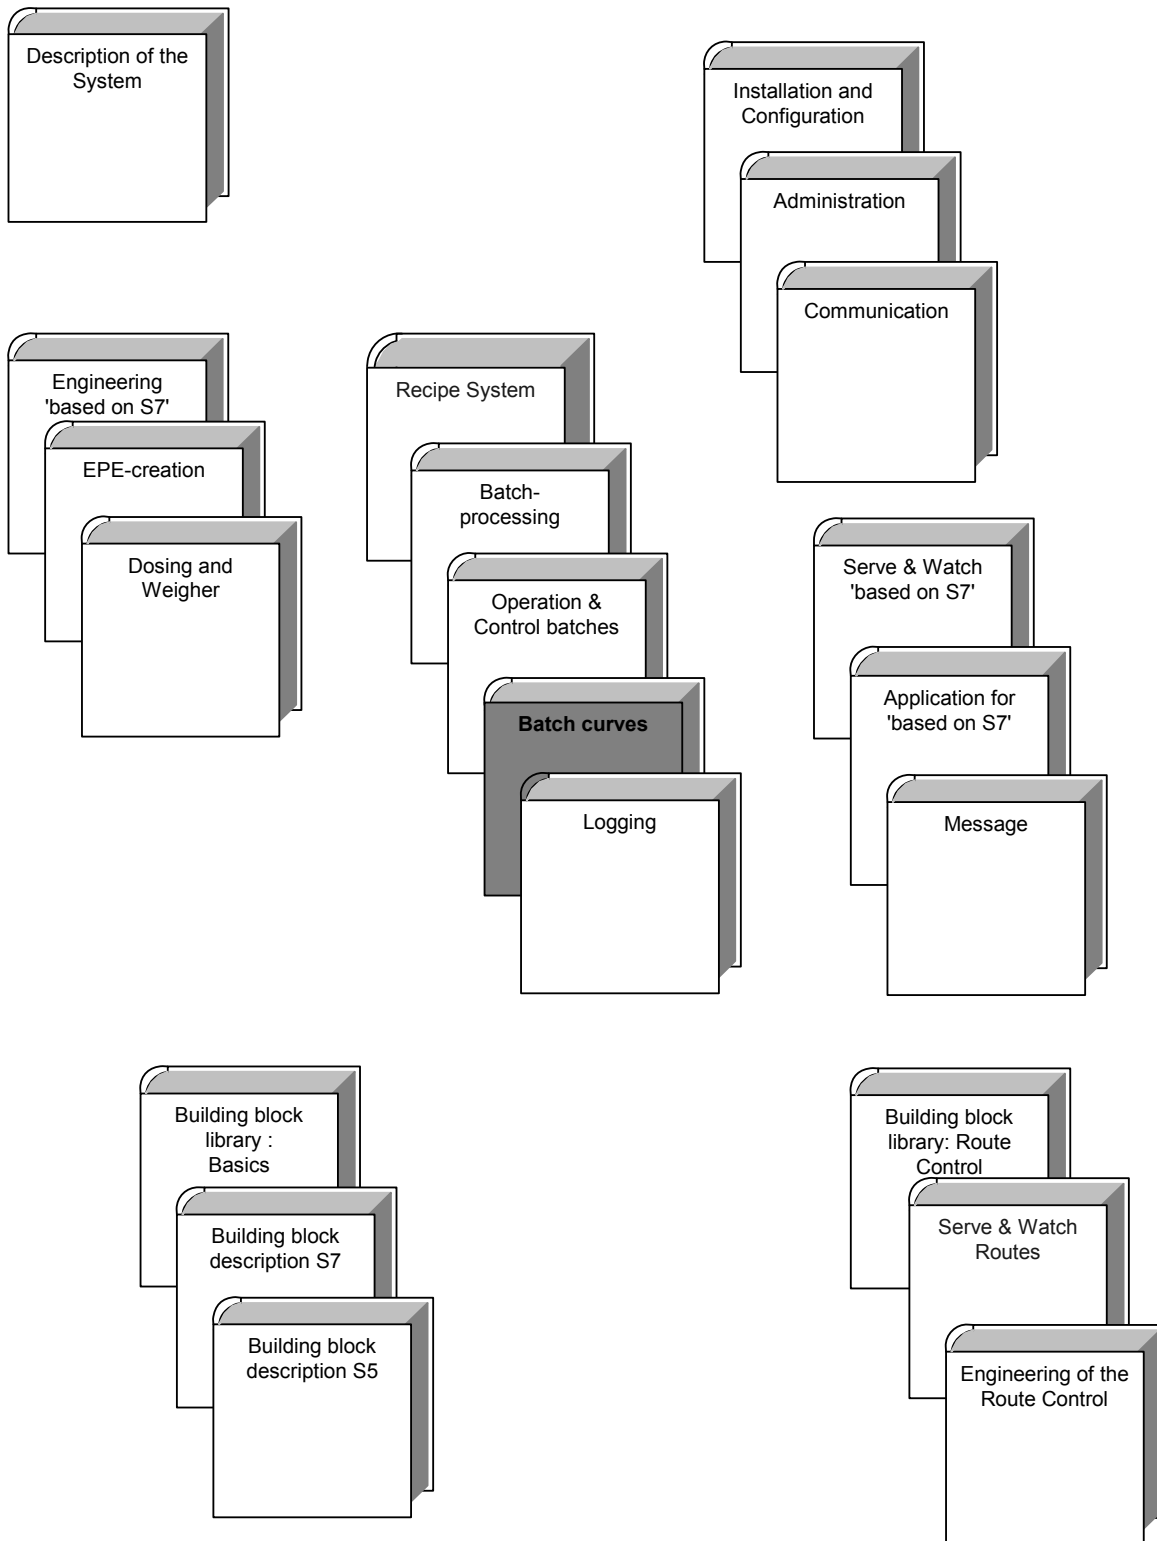 Description of the
System
Installation and
Configuration
Administration
Communication
Engineering
'based on S7'
EPE-creation
Dosing and
Weigher
Recipe System
Batch-
processing
Operation &
Control batches
Batch curves
Logging
Serve & Watch
'based on S7'
Application for
'based on S7'
Message
Building block
library :
Basics
Building block
description S7
Building block
description S5
Building block
library: Route
Control
Serve & Watch
Routes
Engineering of the
Route Control